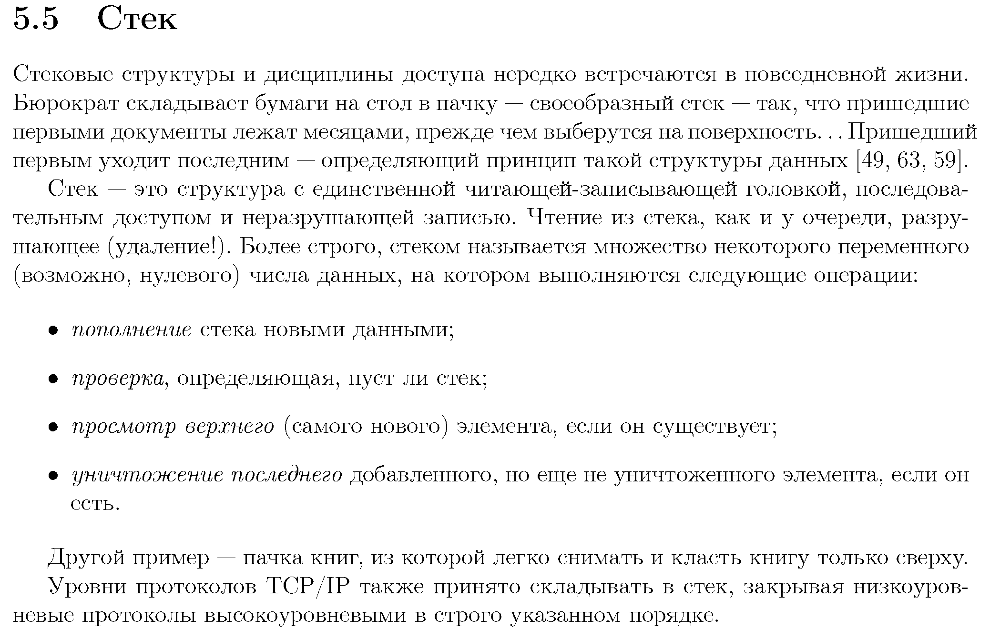 5.5 Стек
Стековые структуры и дисциплины доступа нередко встречаются в повседневной жизни.
Бюрократ складывает бумаги на стол в пачку — своеобразный стек — так, что пришедшие
первыми документы лежат месяцами, прежде чем выберутся на поверхность... Пришедший
первым уходит последним — определяющий принцип такой структуры данных [49, 63, 59].
Стек — это структура с единственной читающей-записывающей головкой, последова-
тельным доступом и неразрушающей записью. Чтение из стека, как и у очереди, разру-
шающее (удаление!). Более строго, стеком называется множество некоторого переменного
(возможно, нулевого) числа данных, на котором выполняются следующие операции:
• пополнение стека новыми данными;
• проверка, определяющая, пуст ли стек;
• просмотр верхнего (самого нового) элемента, если он существует;
• уничтожение последнего добавленного, но еще не уничтоженного элемента, если он
есть.
Другой пример — пачка книг, из которой легко снимать и класть книгу только сверху.
Уровни протоколов TCP/IP также принято складывать в стек, закрывая низкоуров-
невые протоколы высокоуровневыми в строго указанном порядке.